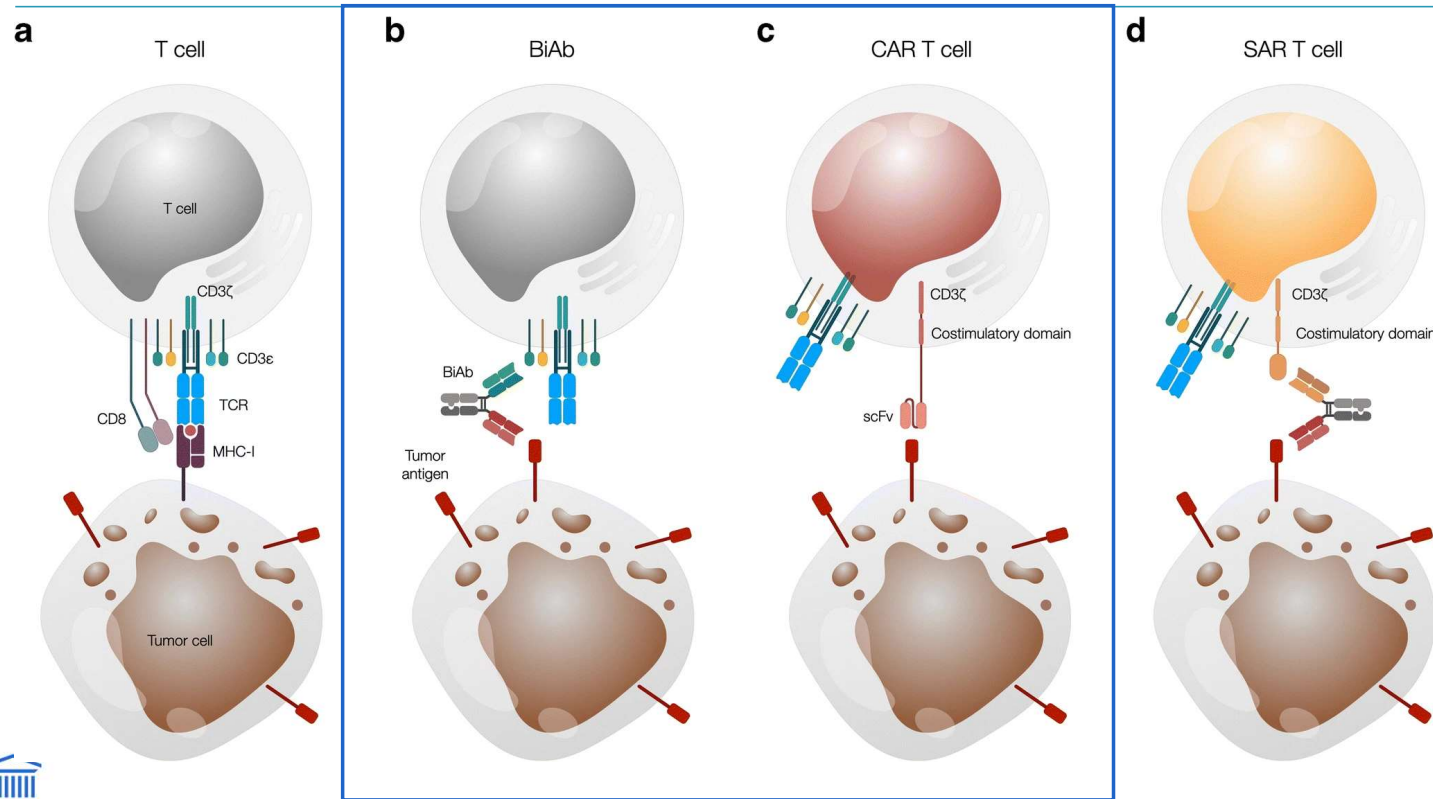 a
T cell
T cell
CD3ζ
CD3ε
CD8
TCR
MHC-I
Tumor cell
b
BiAb
BiAb
Tumor
antigen
c
CAR T cell
CD3ζ
Costimulatory domain
scFv
d
SAR T cell
CD3ζ
Costimulatory domain